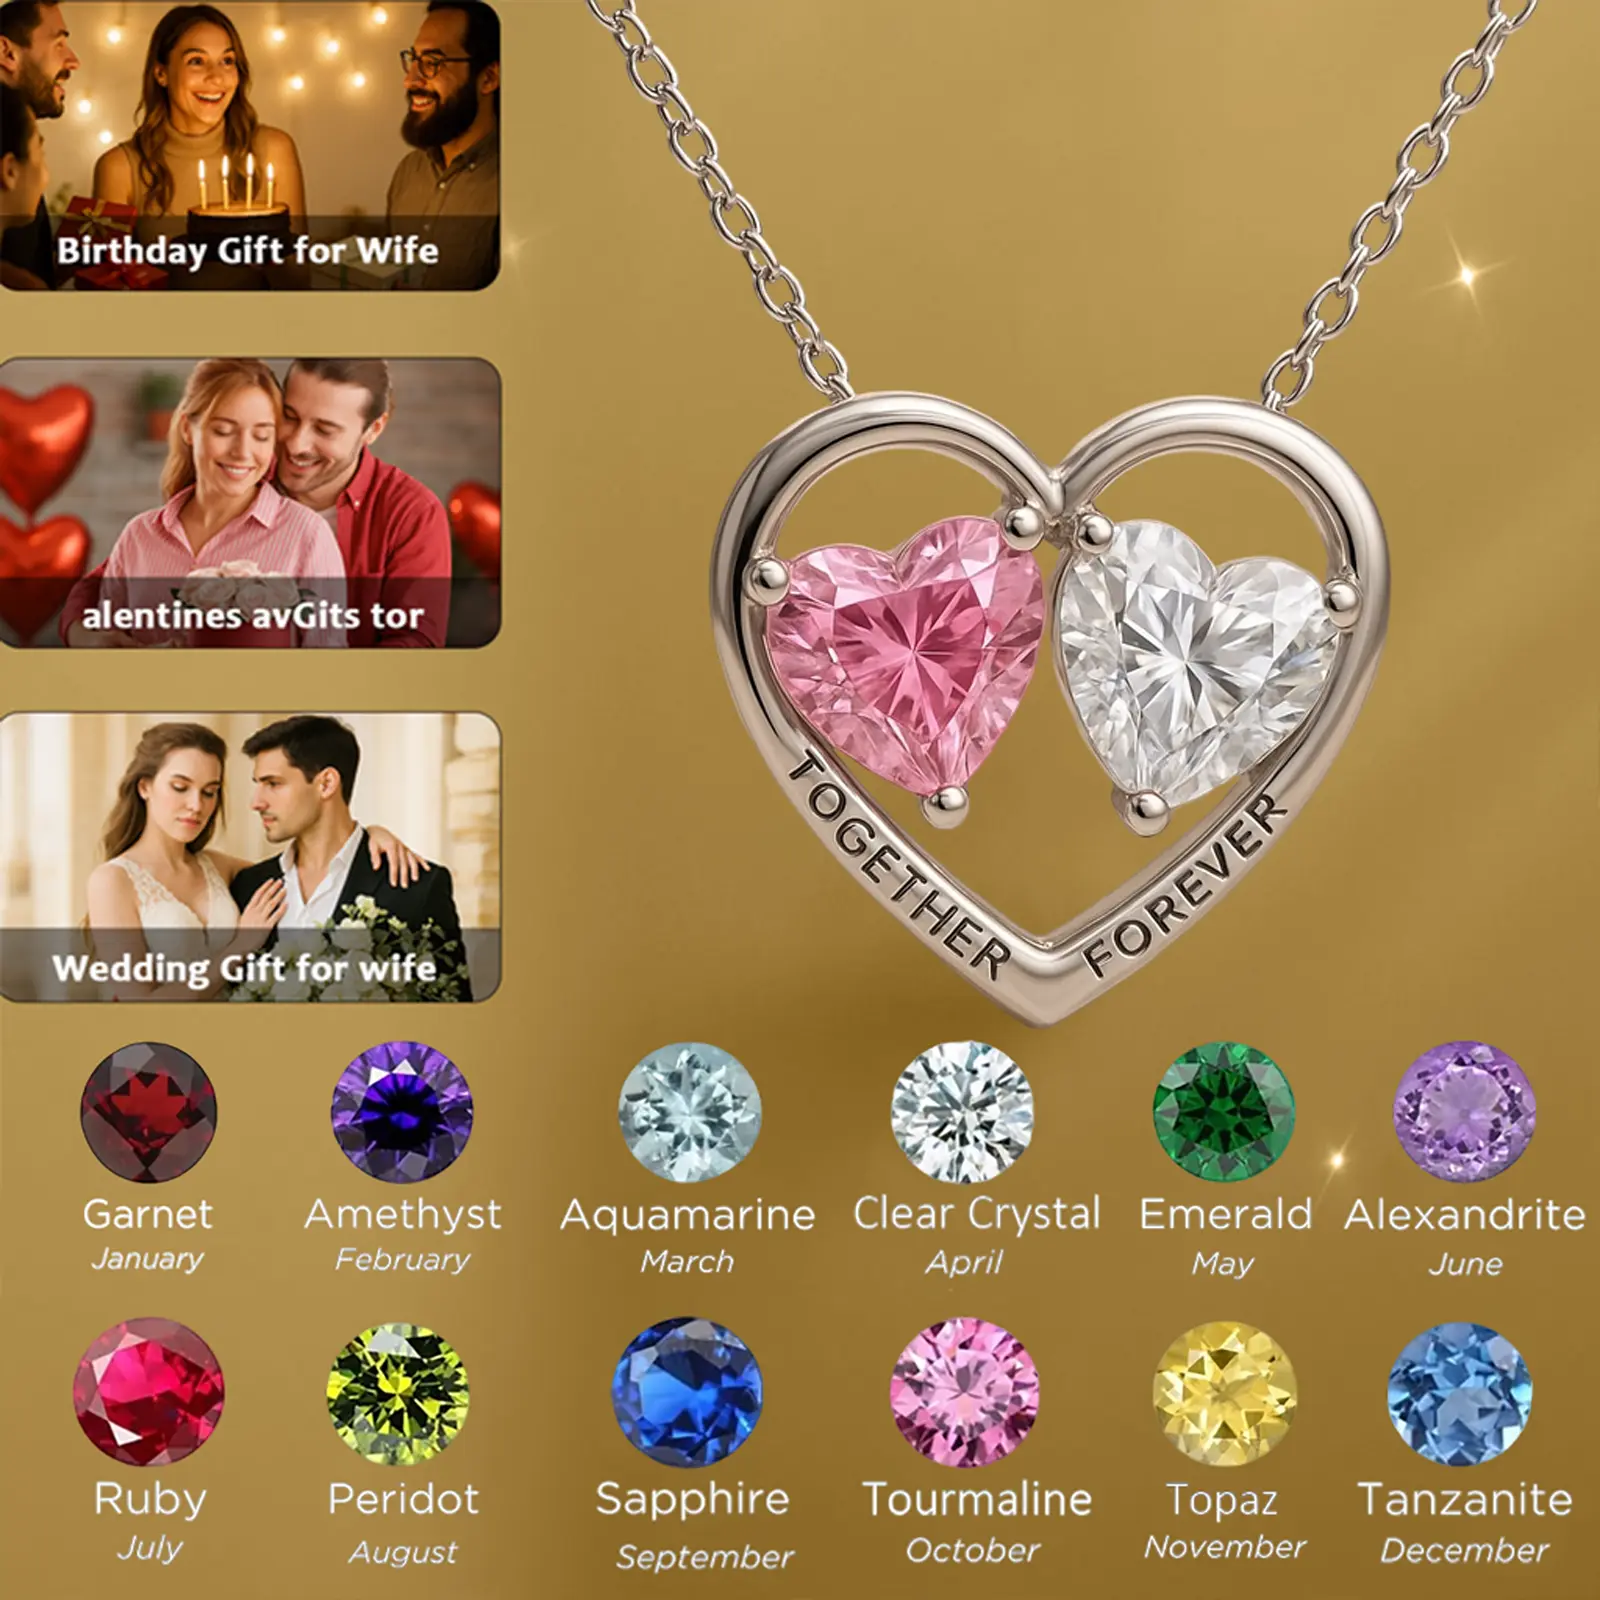 Birthday Gift for Wife
alentines avGits tor
Wedding Gift for wife
TOGETHER FOREVER
Garnet Amethyst Aquamarine Clear Crystal Emerald Alexandrite
January February March April May June
Ruby Peridot Sapphire Tourmaline Topaz Tanzanite
July August September October November December